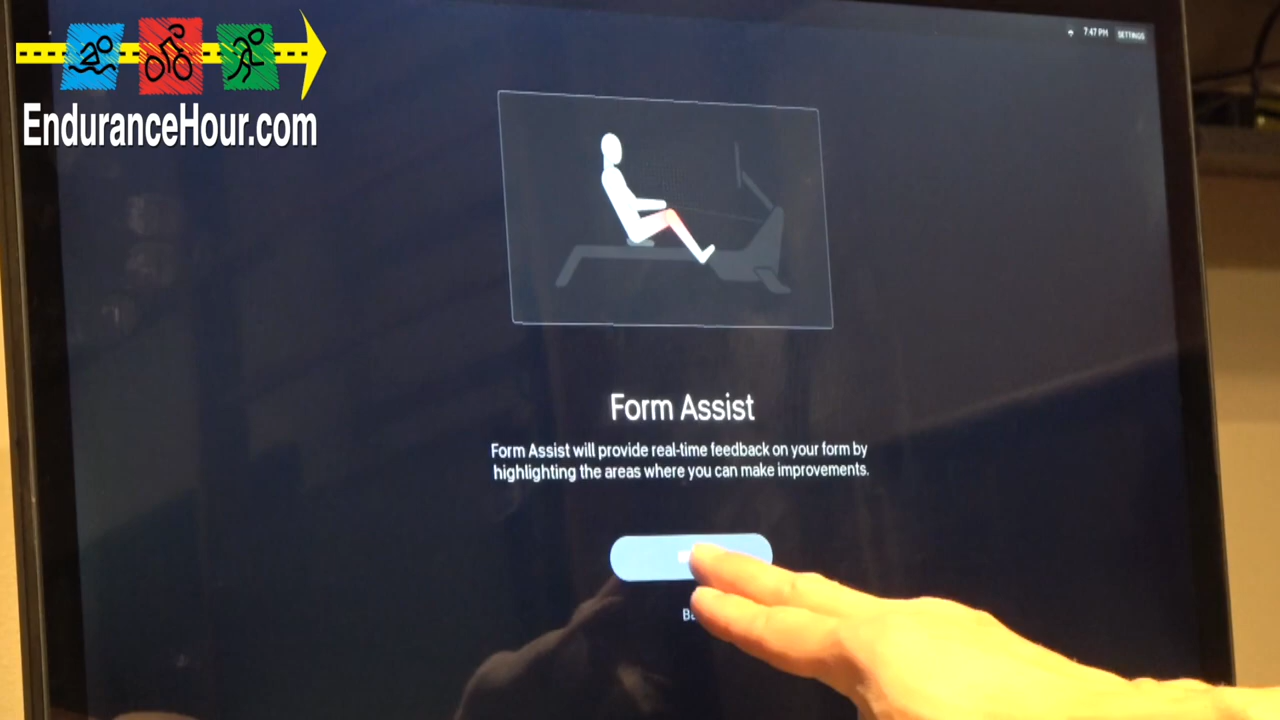 EnduranceHour.com
7:47 PM SETTINGS
Form Assist
Form Assist will provide real-time feedback on your form by
highlighting the areas where you can make improvements.